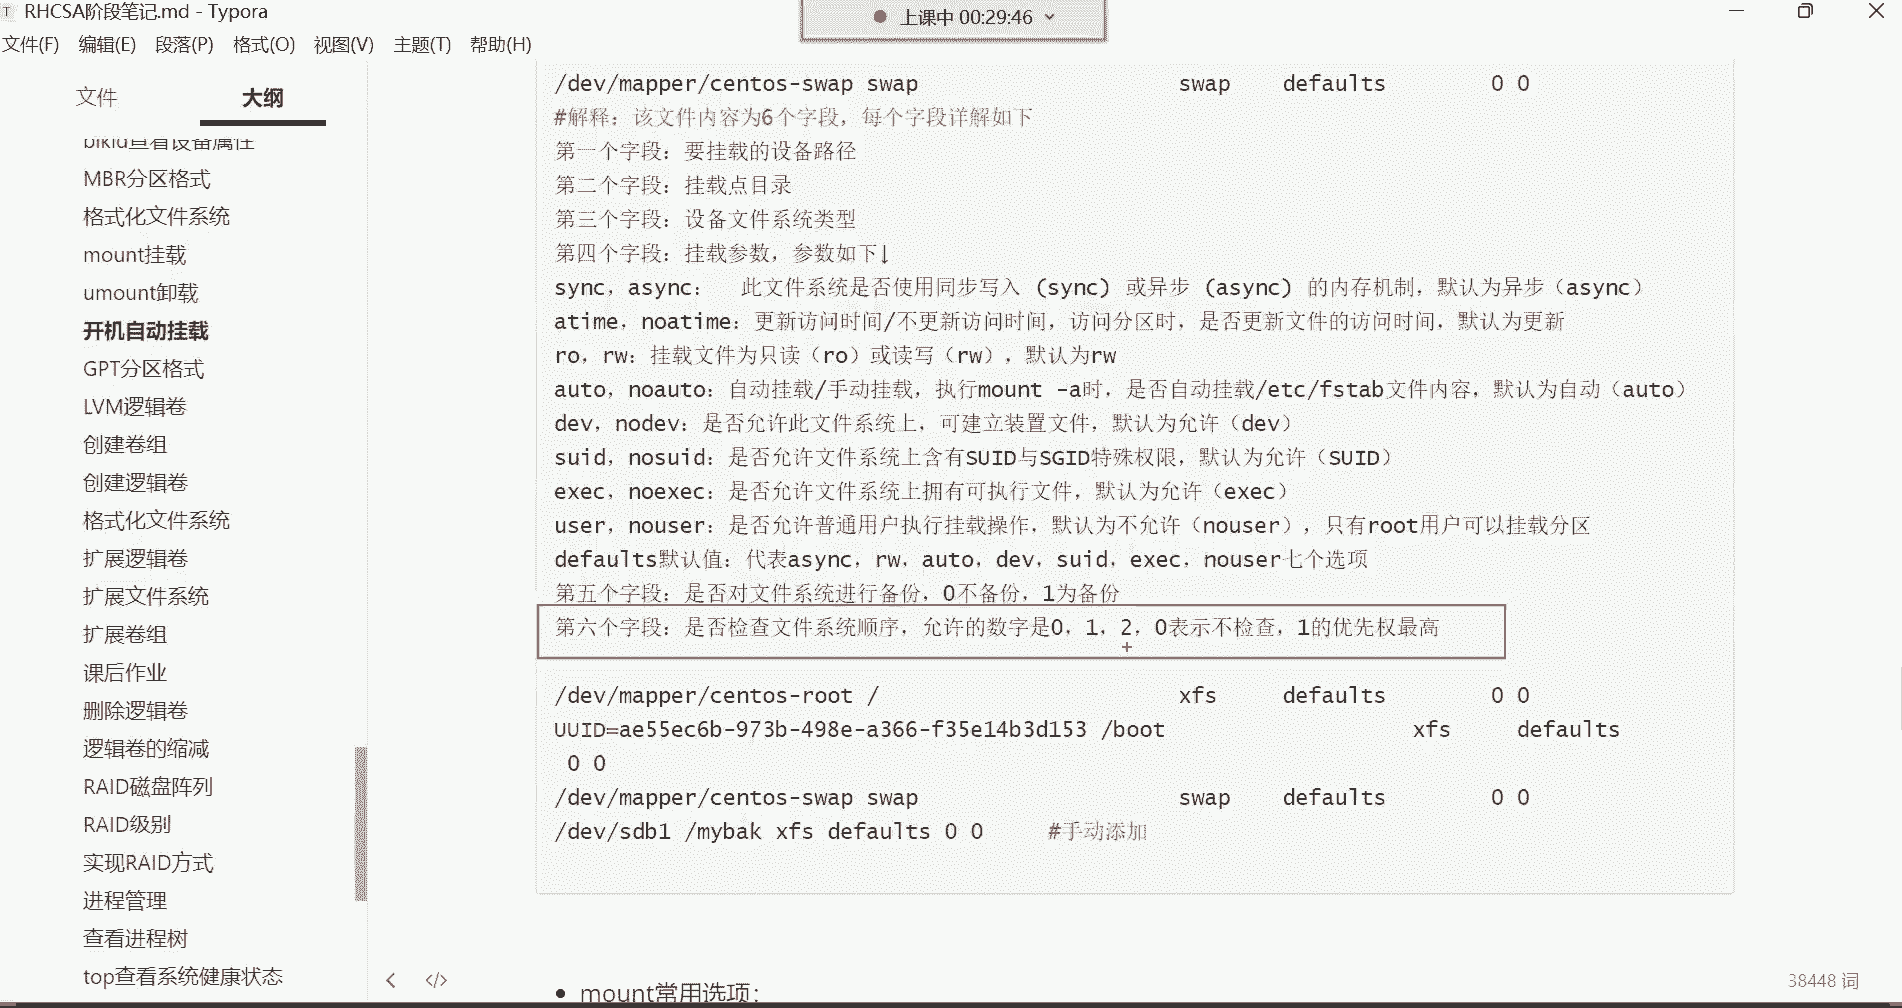 RHCSA阶段笔记.md - Typora
上课中 00:29:46
文件(F) 编辑(E) 段落(P) 格式(O) 视图(V) 主题(T) 帮助(H)
文件 大纲
blkid查看设备属性
MBR分区格式
格式化文件系统
mount挂载
umount卸载
开机自动挂载
GPT分区格式
LVM逻辑卷
创建卷组
创建逻辑卷
格式化文件系统
扩展逻辑卷
扩展文件系统
扩展卷组
课后作业
删除逻辑卷
逻辑卷的缩减
RAID磁盘阵列
RAID级别
实现RAID方式
进程管理
查看进程树
top查看系统健康状态
/dev/mapper/centos-swap swap swap defaults 0 0
#解释：该文件内容为6个字段，每个字段详解如下
第一个字段：要挂载的设备路径
第二个字段：挂载点目录
第三个字段：设备文件系统类型
第四个字段：挂载参数，参数如下↓
sync，async： 此文件系统是否使用同步写入 (sync) 或异步 (async) 的内存机制，默认为异步（async）
atime，noatime：更新访问时间/不更新访问时间，访问分区时，是否更新文件的访问时间，默认为更新
ro，rw：挂载文件为只读（ro）或读写（rw），默认为rw
auto，noauto：自动挂载/手动挂载，执行mount -a时，是否自动挂载/etc/fstab文件内容，默认为自动（auto）
dev，nodev：是否允许此文件系统上，可建立装置文件，默认为允许（dev）
suid，nosuid：是否允许文件系统上含有SUID与SGID特殊权限，默认为允许（SUID）
exec，noexec：是否允许文件系统上拥有可执行文件，默认为允许（exec）
user，nouser：是否允许普通用户执行挂载操作，默认为不允许（nouser），只有root用户可以挂载分区
defaults默认值：代表async，rw，auto，dev，suid，exec，nouser七个选项
第五个字段：是否对文件系统进行备份，0不备份，1为备份
第六个字段：是否检查文件系统顺序，允许的数字是0，1，2，0表示不检查，1的优先权最高
/dev/mapper/centos-root / xfs defaults 0 0
UUID=ae55ec6b-973b-498e-a366-f35e14b3d153 /boot xfs defaults
0 0
/dev/mapper/centos-swap swap swap defaults 0 0
/dev/sdb1 /mybak xfs defaults 0 0 #手动添加
• mount常用选项：
38448 词